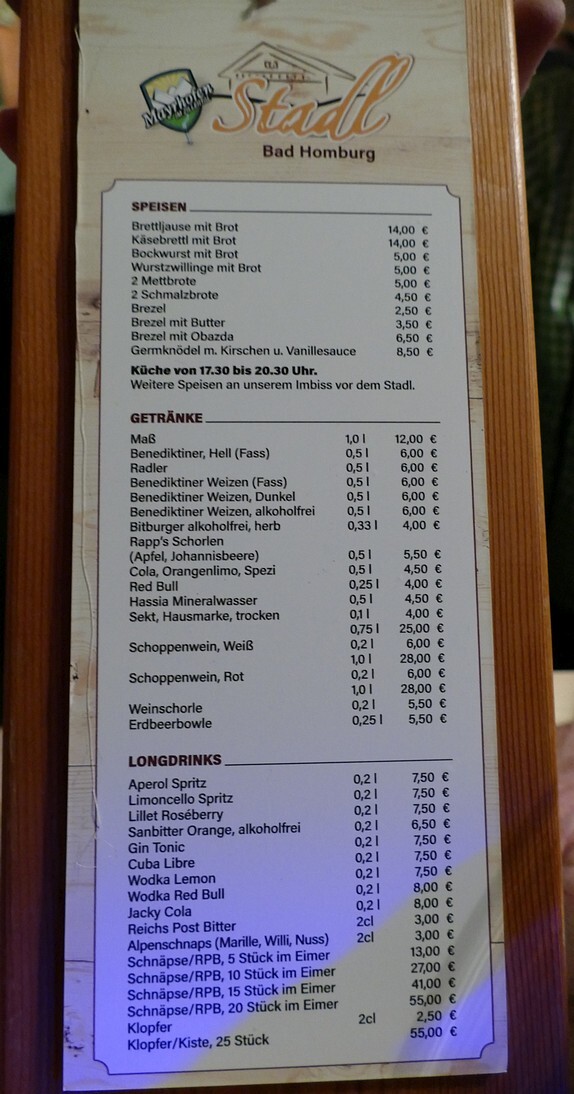 Mayrhofen
Stadl
Bad Homburg
SPEISEN
Brettljause mit Brot 14,00 €
Käsebrettl mit Brot 14,00 €
Bockwurst mit Brot 5,00 €
Wurstzwillinge mit Brot 5,00 €
2 Mettbrote 5,00 €
2 Schmalzbrote 4,50 €
Brezel 2,50 €
Brezel mit Butter 3,50 €
Brezel mit Obazda 6,50 €
Germknödel m. Kirschen u. Vanillesauce 8,50 €
Küche von 17.30 bis 20.30 Uhr.
Weitere Speisen an unserem Imbiss vor dem Stadl.
GETRÄNKE
Maß 1,0 l 12,00 €
Benediktiner, Hell (Fass) 0,5 l 6,00 €
Radler 0,5 l 6,00 €
Benediktiner Weizen (Fass) 0,5 l 6,00 €
Benediktiner Weizen, Dunkel 0,5 l 6,00 €
Benediktiner Weizen, alkoholfrei 0,5 l 6,00 €
Bitburger alkoholfrei, herb 0,33 l 4,00 €
Rapp's Schorlen
(Apfel, Johannisbeere) 0,5 l 5,50 €
Cola, Orangenlimo, Spezi 0,5 l 4,50 €
Red Bull 0,25 l 4,00 €
Hassia Mineralwasser 0,5 l 4,50 €
Sekt, Hausmarke, trocken 0,1 l 4,00 €
0,75 l 25,00 €
Schoppenwein, Weiß 0,2 l 6,00 €
1,0 l 28,00 €
Schoppenwein, Rot 0,2 l 6,00 €
1,0 l 28,00 €
Weinschorle 0,2 l 5,50 €
Erdbeerbowle 0,25 l 5,50 €
LONGDRINKS
Aperol Spritz 0,2 l 7,50 €
Limoncello Spritz 0,2 l 7,50 €
Lillet Roséberry 0,2 l 7,50 €
Sanbitter Orange, alkoholfrei 0,2 l 6,50 €
Gin Tonic 0,2 l 7,50 €
Cuba Libre 0,2 l 7,50 €
Wodka Lemon 0,2 l 7,50 €
Wodka Red Bull 0,2 l 8,00 €
Jacky Cola 0,2 l 8,00 €
Reichs Post Bitter 2cl 3,00 €
Alpenschnaps (Marille, Willi, Nuss) 2cl 3,00 €
Schnäpse/RPB, 5 Stück im Eimer 13,00 €
Schnäpse/RPB, 10 Stück im Eimer 27,00 €
Schnäpse/RPB, 15 Stück im Eimer 41,00 €
Schnäpse/RPB, 20 Stück im Eimer 55,00 €
Klopfer 2cl 2,50 €
Klopfer/Kiste, 25 Stück 55,00 €